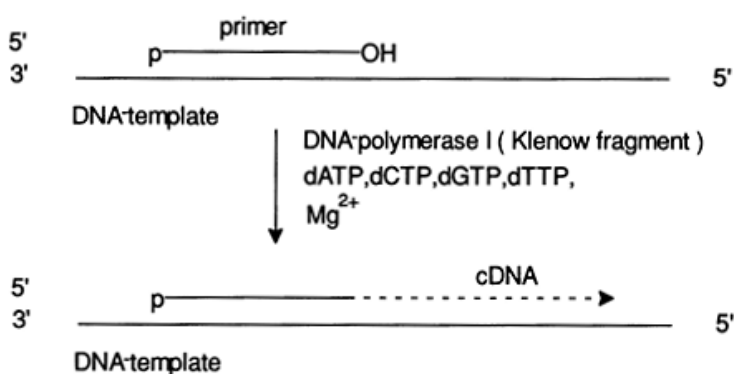 primer
5'
p OH
3' 5'
DNA-template
DNA-polymerase I ( Klenow fragment )
dATP,dCTP,dGTP,dTTP,
Mg2+
cDNA
5'
p
3' 5'
DNA-template